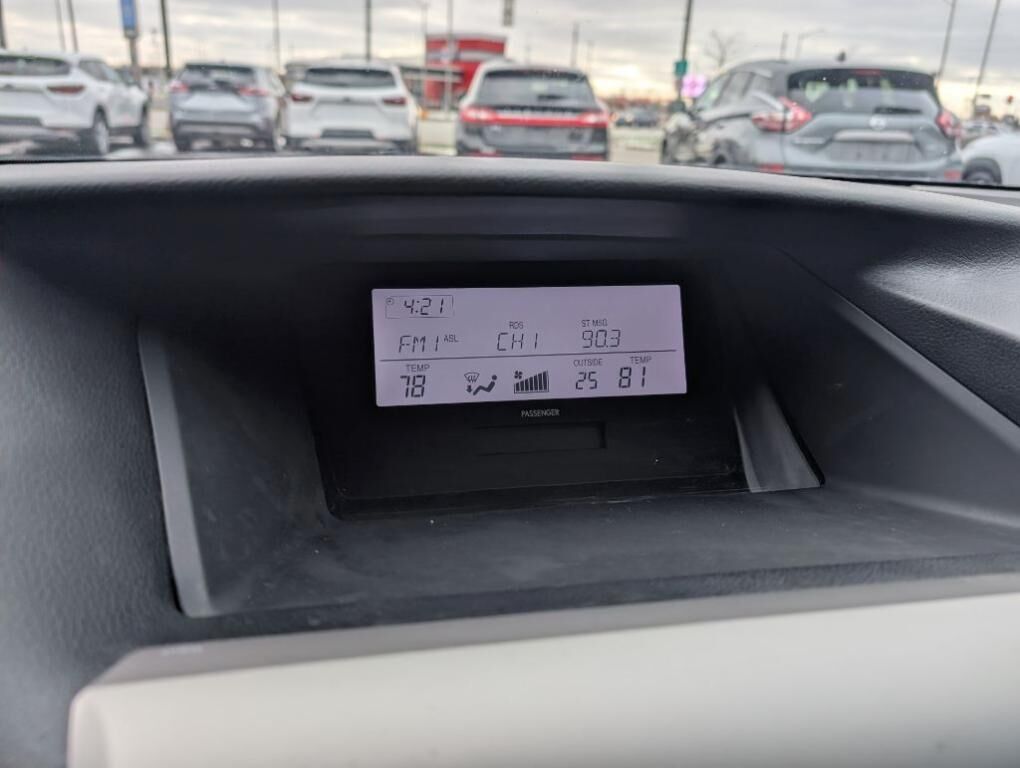 4:21
RDS ST MSG
FM1 ASL CH1 90.3
TEMP OUTSIDE TEMP
78 25 81
PASSENGER